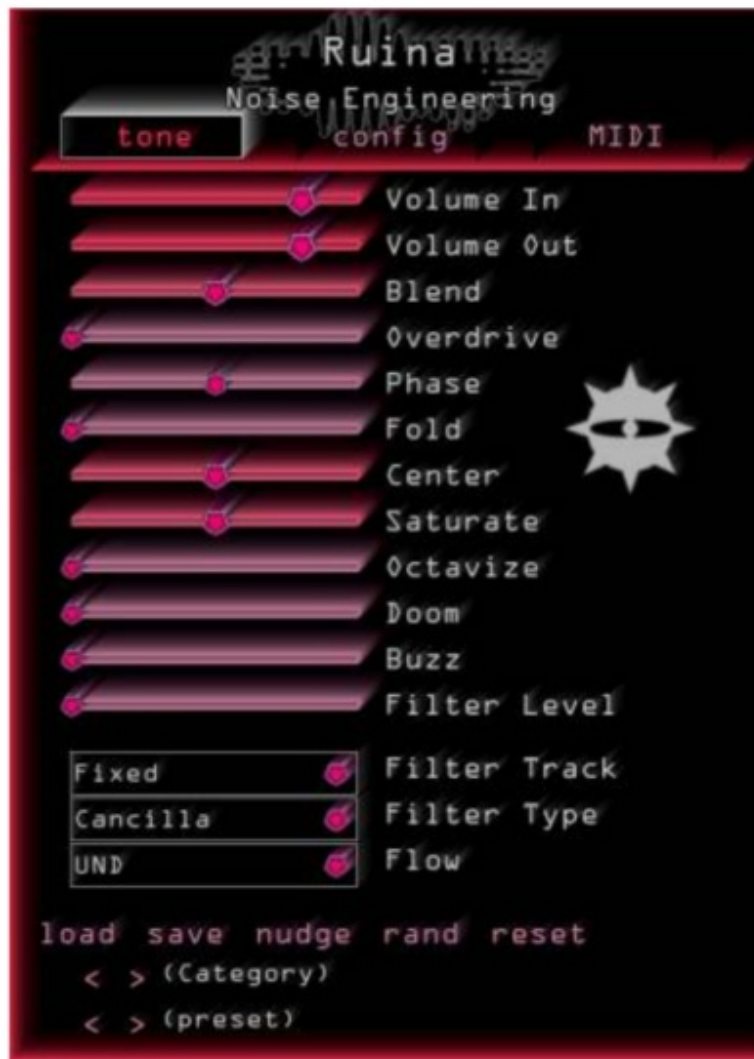 Ruina
Noise Engineering
tone config MIDI
Volume In
Volume Out
Blend
Overdrive
Phase
Fold
Center
Saturate
Octavize
Doom
Buzz
Filter Level
Fixed Filter Track
Cancilla Filter Type
UND Flow
load save nudge rand reset
< > (Category)
< > (preset)